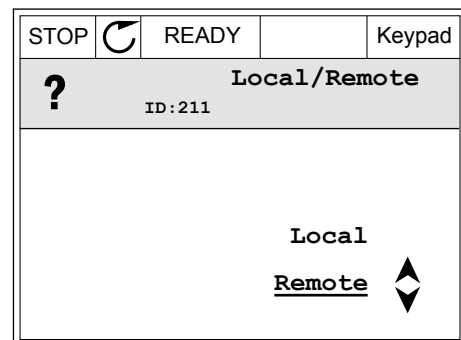 STOP READY Keypad
? Local/Remote
ID:211
Local
Remote